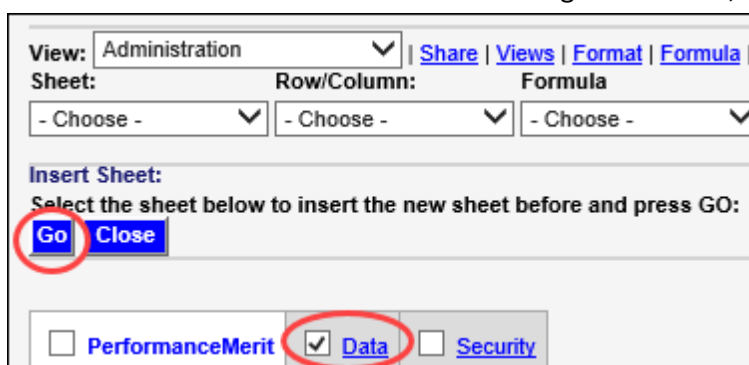 View: Administration | Share | Views | Format | Formula |
Sheet: Row/Column: Formula
- Choose - - Choose - - Choose -
Insert Sheet:
Select the sheet below to insert the new sheet before and press GO:
Go Close
PerformanceMerit Data Security